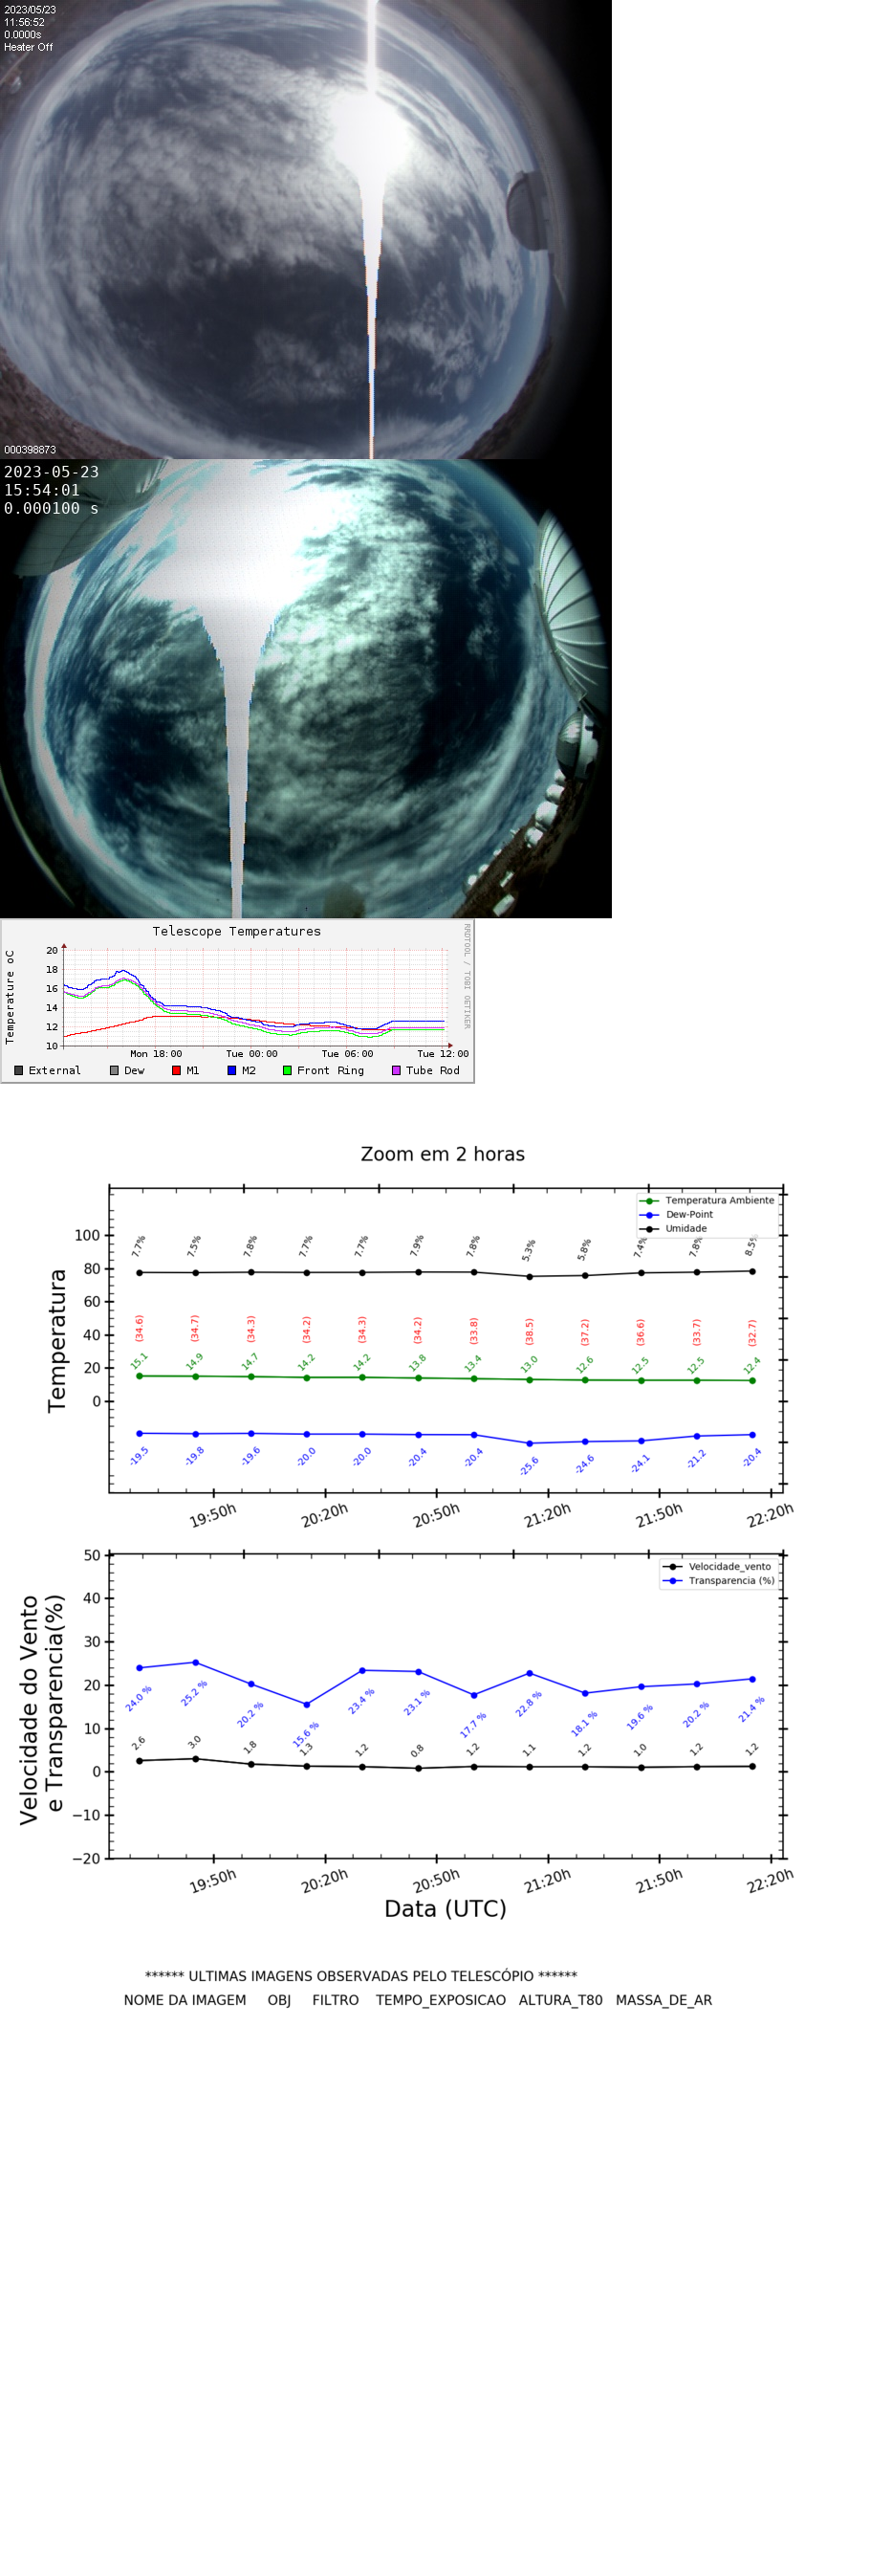 2023/05/23
11:56:52
0.0000s
Heater Off
000398873
2023-05-23
15:54:01
0.000100 s
Telescope Temperatures
RRDTOOL / TOBI OETIKER
Temperature oC
20
18
16
14
12
10
Mon 18:00 Tue 00:00 Tue 06:00 Tue 12:00
External Dew M1 M2 Front Ring Tube Rod
Zoom em 2 horas
Temperatura Ambiente
Dew-Point
Umidade
Temperatura
100
80
60
40
20
0
7.7% 7.5% 7.8% 7.7% 7.7% 7.9% 7.8% 5.3% 5.8% 7.4% 7.8% 8.5%
(34.6) (34.7) (34.3) (34.2) (34.3) (34.2) (33.8) (38.5) (37.2) (36.6) (33.7) (32.7)
15.1 14.9 14.7 14.2 14.2 13.8 13.4 13.0 12.6 12.5 12.5 12.4
-19.5 -19.8 -19.6 -20.0 -20.0 -20.4 -20.4 -25.6 -24.6 -24.1 -21.2 -20.4
19:50h 20:20h 20:50h 21:20h 21:50h 22:20h
Velocidade_vento
Transparencia (%)
Velocidade do Vento
e Transparencia(%)
50
40
30
20
10
0
−10
−20
24.0 % 25.2 % 20.2 % 15.6 % 23.4 % 23.1 % 17.7 % 22.8 % 18.1 % 19.6 % 20.2 % 21.4 %
2.6 3.0 1.8 1.3 1.2 0.8 1.2 1.1 1.2 1.0 1.2 1.2
19:50h 20:20h 20:50h 21:20h 21:50h 22:20h
Data (UTC)
****** ULTIMAS IMAGENS OBSERVADAS PELO TELESCÓPIO ******
NOME DA IMAGEM OBJ FILTRO TEMPO_EXPOSICAO ALTURA_T80 MASSA_DE_AR